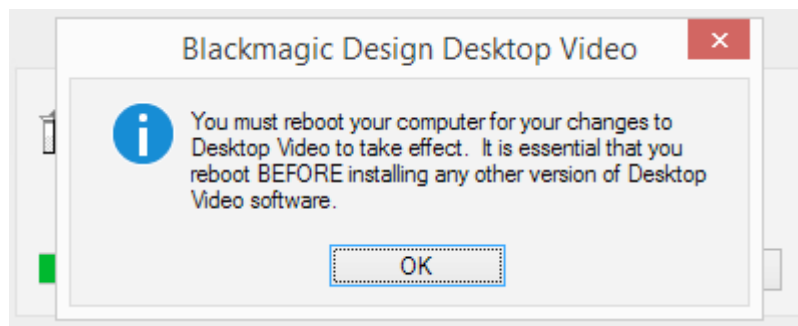 Blackmagic Design Desktop Video
You must reboot your computer for your changes to
Desktop Video to take effect.  It is essential that you
reboot BEFORE installing any other version of Desktop
Video software.
OK